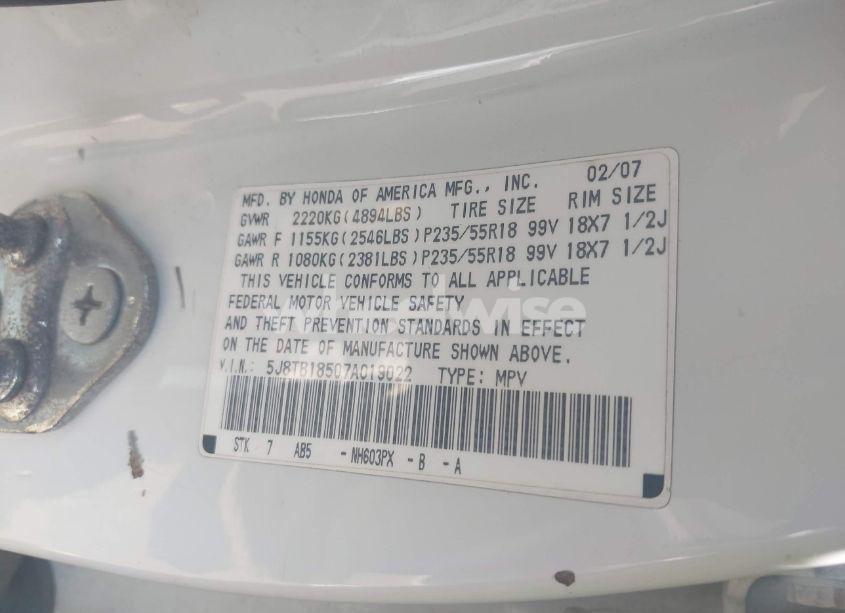 MFD. BY HONDA OF AMERICA MFG., INC. 02/07
GVWR 2220KG(4894LBS) TIRE SIZE RIM SIZE
GAWR F 1155KG(2546LBS)P235/55R18 99V 18X7 1/2J
GAWR R 1080KG(2381LBS)P235/55R18 99V 18X7 1/2J
THIS VEHICLE CONFORMS TO ALL APPLICABLE
FEDERAL MOTOR VEHICLE SAFETY
AND THEFT PREVENTION STANDARDS IN EFFECT
ON THE DATE OF MANUFACTURE SHOWN ABOVE.
V.I.N.: 5J8TB18507A019022 TYPE: MPV
STK 7 AB5 -NH603PX -B -A